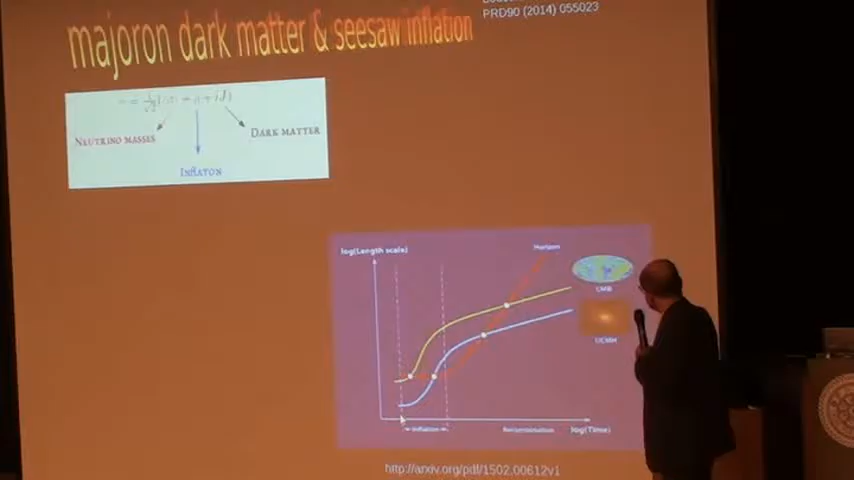 PRD90 (2014) 055023
majoron dark matter & seesaw inflation
NEUTRINO MASSES
DARK MATTER
INFLATON
log(Length scale)
Horizon
CMB
UCMH
Inflation
Recombination
log(Time)
http://arxiv.org/pdf/1502.00612v1